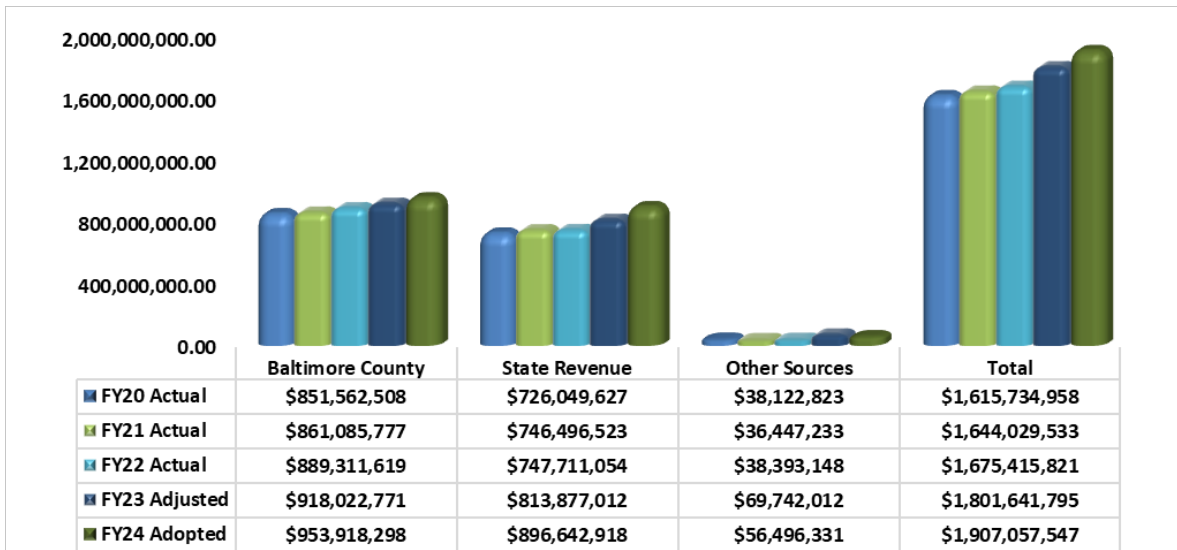 2,000,000,000.00
1,600,000,000.00
1,200,000,000.00
800,000,000.00
400,000,000.00
0.00
Baltimore County State Revenue Other Sources Total
FY20 Actual $851,562,508 $726,049,627 $38,122,823 $1,615,734,958
FY21 Actual $861,085,777 $746,496,523 $36,447,233 $1,644,029,533
FY22 Actual $889,311,619 $747,711,054 $38,393,148 $1,675,415,821
FY23 Adjusted $918,022,771 $813,877,012 $69,742,012 $1,801,641,795
FY24 Adopted $953,918,298 $896,642,918 $56,496,331 $1,907,057,547